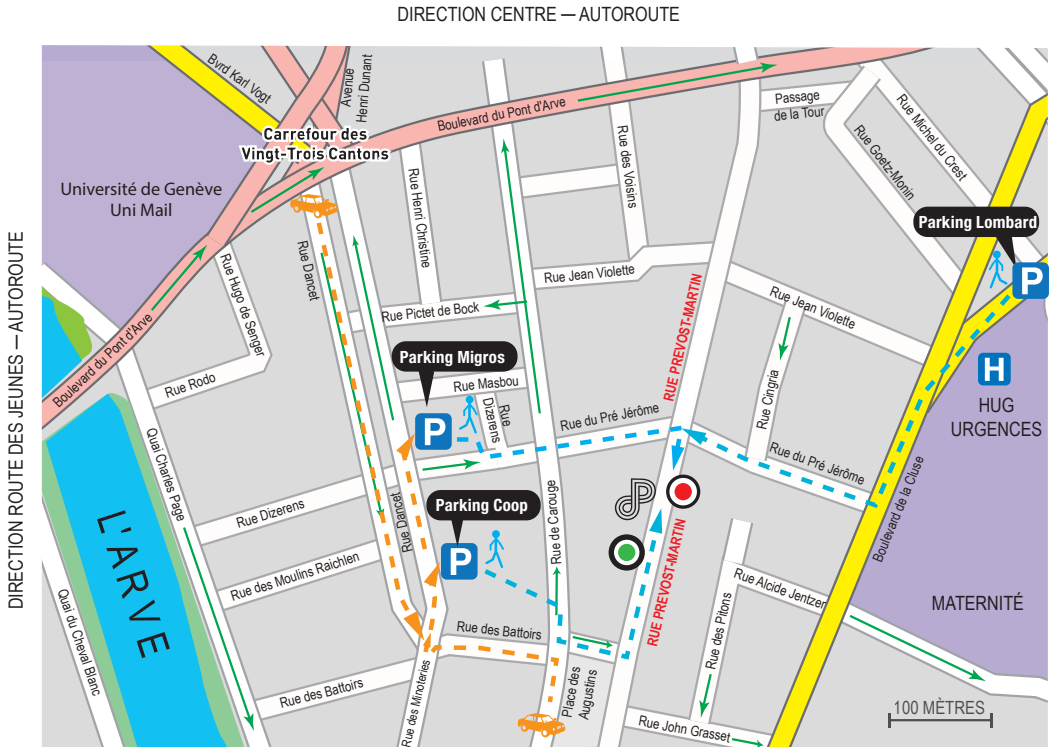 DIRECTION CENTRE — AUTOROUTE
DIRECTION ROUTE DES JEUNES — AUTOROUTE
Bvrd Karl Vogt
Avenue
Henri Dunant
Boulevard du Pont d'Arve
Carrefour des
Vingt-Trois Cantons
Université de Genève
Uni Mail
Passage
de la Tour
Rue Michel du Crest
Rue Goetz-Monin
Rue des Voisins
Rue Henri Christine
Rue Dancet
Rue Hugo de Senger
Parking Lombard
P
Rue Jean Violette
Rue Jean Violette
Rue Pictet de Bock
RUE PREVOST-MARTIN
Boulevard du Pont d'Arve
Rue Rodo
Parking Migros
P
Rue Masbou
Rue
Dizerens
Rue du Pré Jérôme
Rue Cingria
H
HUG
URGENCES
Rue du Pré Jérôme
Quai Charles Page
Rue Dizerens
Rue Dancet
Parking Coop
P
Rue de Carouge
Boulevard de la Cluse
L'ARVE
Rue des Moulins Raichlen
RUE PREVOST-MARTIN
Rue Alcide Jentzer
MATERNITÉ
Quai du Cheval Blanc
Rue des Battoirs
Rue des Battoirs
Rue des Minoteries
Place des
Augustins
Rue des Pitons
Rue John Grasset
100 MÈTRES